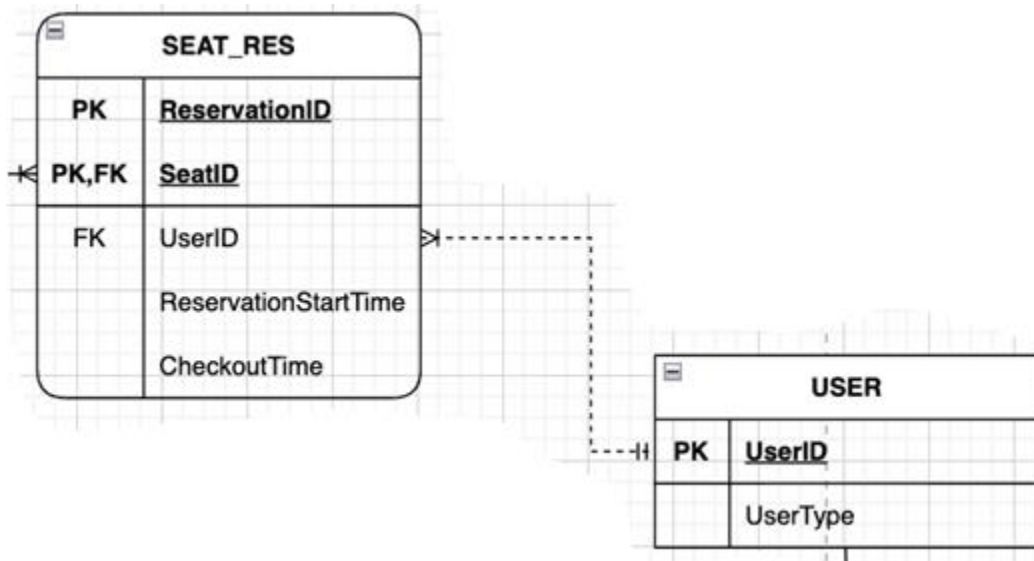 SEAT_RES
PK ReservationID
PK,FK SeatID
FK UserID
ReservationStartTime
CheckoutTime
USER
PK UserID
UserType